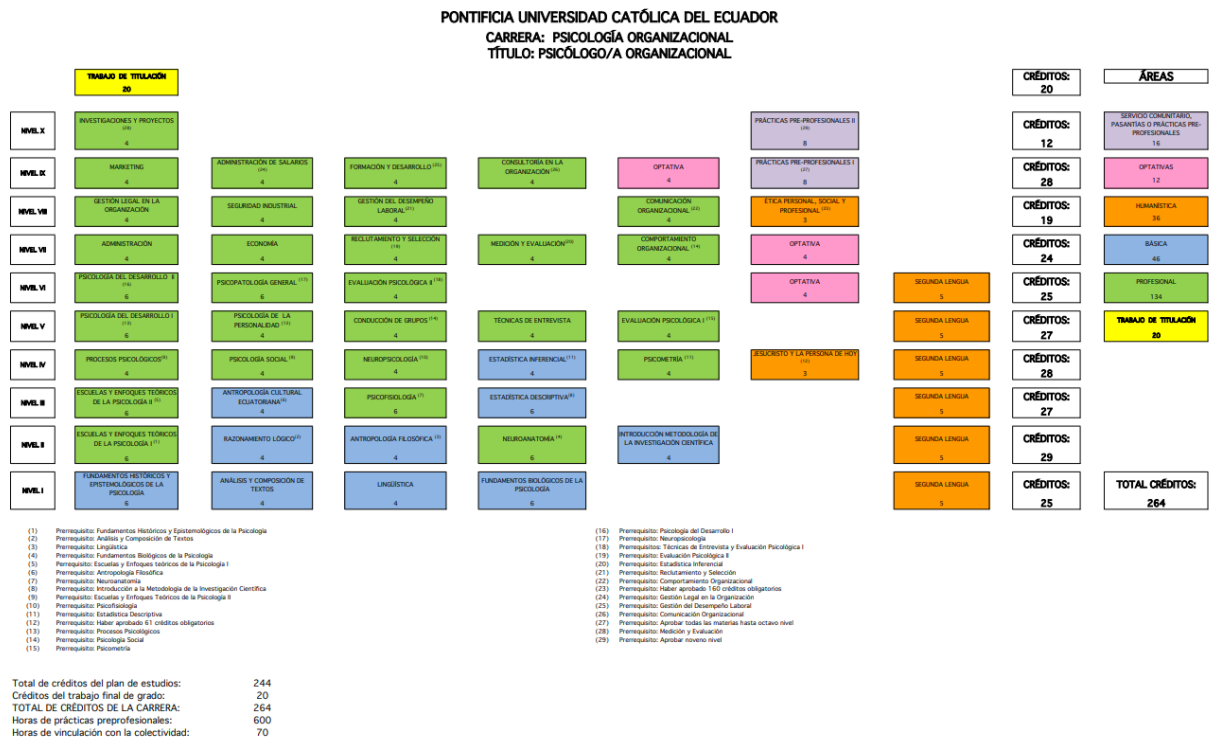 PONTIFICIA UNIVERSIDAD CATÓLICA DEL ECUADOR
CARRERA: PSICOLOGÍA ORGANIZACIONAL
TÍTULO: PSICÓLOGO/A ORGANIZACIONAL
TRABAJO DE TITULACIÓN
20
CRÉDITOS:
20
ÁREAS
NIVEL X
INVESTIGACIONES Y PROYECTOS
(28)
4
PRÁCTICAS PRE-PROFESIONALES II
(29)
8
CRÉDITOS:
12
SERVICIO COMUNITARIO,
PASANTÍAS O PRÁCTICAS PRE-
PROFESIONALES
16
NIVEL IX
MARKETING
4
ADMINISTRACIÓN DE SALARIOS
(24)
4
FORMACIÓN Y DESARROLLO (25)
4
CONSULTORÍA EN LA
ORGANIZACIÓN (26)
4
OPTATIVA
4
PRÁCTICAS PRE-PROFESIONALES I
(27)
8
CRÉDITOS:
28
OPTATIVAS
12
NIVEL VIII
GESTIÓN LEGAL EN LA
ORGANIZACIÓN
4
SEGURIDAD INDUSTRIAL
4
GESTIÓN DEL DESEMPEÑO
LABORAL (21)
4
COMUNICACIÓN
ORGANIZACIONAL (22)
4
ÉTICA PERSONAL, SOCIAL Y
PROFESIONAL (23)
3
CRÉDITOS:
19
HUMANÍSTICA
36
NIVEL VII
ADMINISTRACIÓN
4
ECONOMÍA
4
RECLUTAMIENTO Y SELECCIÓN
(19)
4
MEDICIÓN Y EVALUACIÓN(20)
4
COMPORTAMIENTO
ORGANIZACIONAL (14)
4
OPTATIVA
4
CRÉDITOS:
24
BÁSICA
46
NIVEL VI
PSICOLOGÍA DEL DESARROLLO II
(16)
6
PSICOPATOLOGÍA GENERAL (17)
6
EVALUACIÓN PSICOLÓGICA II (18)
4
OPTATIVA
4
SEGUNDA LENGUA
5
CRÉDITOS:
25
PROFESIONAL
134
NIVEL V
PSICOLOGÍA DEL DESARROLLO I
(13)
6
PSICOLOGÍA DE LA
PERSONALIDAD (13)
4
CONDUCCIÓN DE GRUPOS (14)
4
TÉCNICAS DE ENTREVISTA
4
EVALUACIÓN PSICOLÓGICA I (15)
4
SEGUNDA LENGUA
5
CRÉDITOS:
27
TRABAJO DE TITULACIÓN
20
NIVEL IV
PROCESOS PSICOLÓGICOS(9)
4
PSICOLOGÍA SOCIAL (9)
4
NEUROPSICOLOGÍA (10)
4
ESTADÍSTICA INFERENCIAL (11)
4
PSICOMETRÍA (11)
4
JESUCRISTO Y LA PERSONA DE HOY
(12)
3
SEGUNDA LENGUA
5
CRÉDITOS:
28
NIVEL III
ESCUELAS Y ENFOQUES TEÓRICOS
DE LA PSICOLOGÍA II (5)
6
ANTROPOLOGÍA CULTURAL
ECUATORIANA(6)
4
PSICOFISIOLOGÍA (7)
6
ESTADÍSTICA DESCRIPTIVA(8)
6
SEGUNDA LENGUA
5
CRÉDITOS:
27
NIVEL II
ESCUELAS Y ENFOQUES TEÓRICOS
DE LA PSICOLOGÍA I (1)
6
RAZONAMIENTO LÓGICO(2)
4
ANTROPOLOGÍA FILOSÓFICA (3)
4
NEUROANATOMÍA (4)
6
INTRODUCCIÓN METODOLOGÍA DE
LA INVESTIGACIÓN CIENTÍFICA
4
SEGUNDA LENGUA
5
CRÉDITOS:
29
NIVEL I
FUNDAMENTOS HISTÓRICOS Y
EPISTEMOLÓGICOS DE LA
PSICOLOGÍA
6
ANÁLISIS Y COMPOSICIÓN DE
TEXTOS
4
LINGÜÍSTICA
4
FUNDAMENTOS BIOLÓGICOS DE LA
PSICOLOGÍA
6
SEGUNDA LENGUA
5
CRÉDITOS:
25
TOTAL CRÉDITOS:
264
(1) Prerrequisito: Fundamentos Históricos y Epistemológicos de la Psicología
(2) Prerrequisito: Análisis y Composición de Textos
(3) Prerrequisito: Lingüística
(4) Prerrequisito: Fundamentos Biológicos de la Psicología
(5) Prerrequisito: Escuelas y Enfoques teóricos de la Psicología I
(6) Prerrequisito: Antropología Filosófica
(7) Prerrequisito: Neuroanatomía
(8) Prerrequisito: Introducción a la Metodología de la Investigación Científica
(9) Perrequisito: Escuelas y Enfoques Teóricos de la Psicología II
(10) Prerrequisito: Psicofisiología
(11) Prerrequisito: Estadística Descriptiva
(12) Prerrequisito: Haber aprobado 61 créditos obligatorios
(13) Prerrequisito: Procesos Psicológicos
(14) Prerrequisito: Psicología Social
(15) Prerrequisito: Psicometría
(16) Prerrequisito: Psicología del Desarrollo I
(17) Prerrequisito: Neuropsicología
(18) Prerrequisitos: Técnicas de Entrevista y Evaluación Psicológica I
(19) Prerrequisito: Evaluación Psicológica II
(20) Prerrequisito: Estadística Inferencial
(21) Prerrequisito: Reclutamiento y Selección
(22) Prerrequisito: Comportamiento Organizacional
(23) Prerrequisito: Haber aprobado 160 créditos obligatorios
(24) Prerrequisito: Gestión Legal en la Organización
(25) Prerrequisito: Gestión del Desempeño Laboral
(26) Prerrequisito: Comunicación Organizacional
(27) Prerrequisito: Aprobar todas las materias hasta octavo nivel
(28) Prerrequisito: Medición y Evaluación
(29) Prerrequisito: Aprobar noveno nivel
Total de créditos del plan de estudios: 244
Créditos del trabajo final de grado: 20
TOTAL DE CRÉDITOS DE LA CARRERA: 264
Horas de prácticas preprofesionales: 600
Horas de vinculación con la colectividad: 70